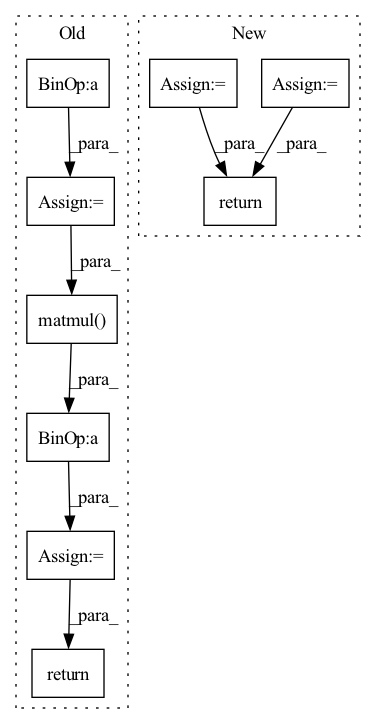 Old
BinOp:a
_para_
Assign:=
_para_
matmul()
_para_
BinOp:a
_para_
Assign:=
_para_
return
New
Assign:=
Assign:=
_para_
_para_
return